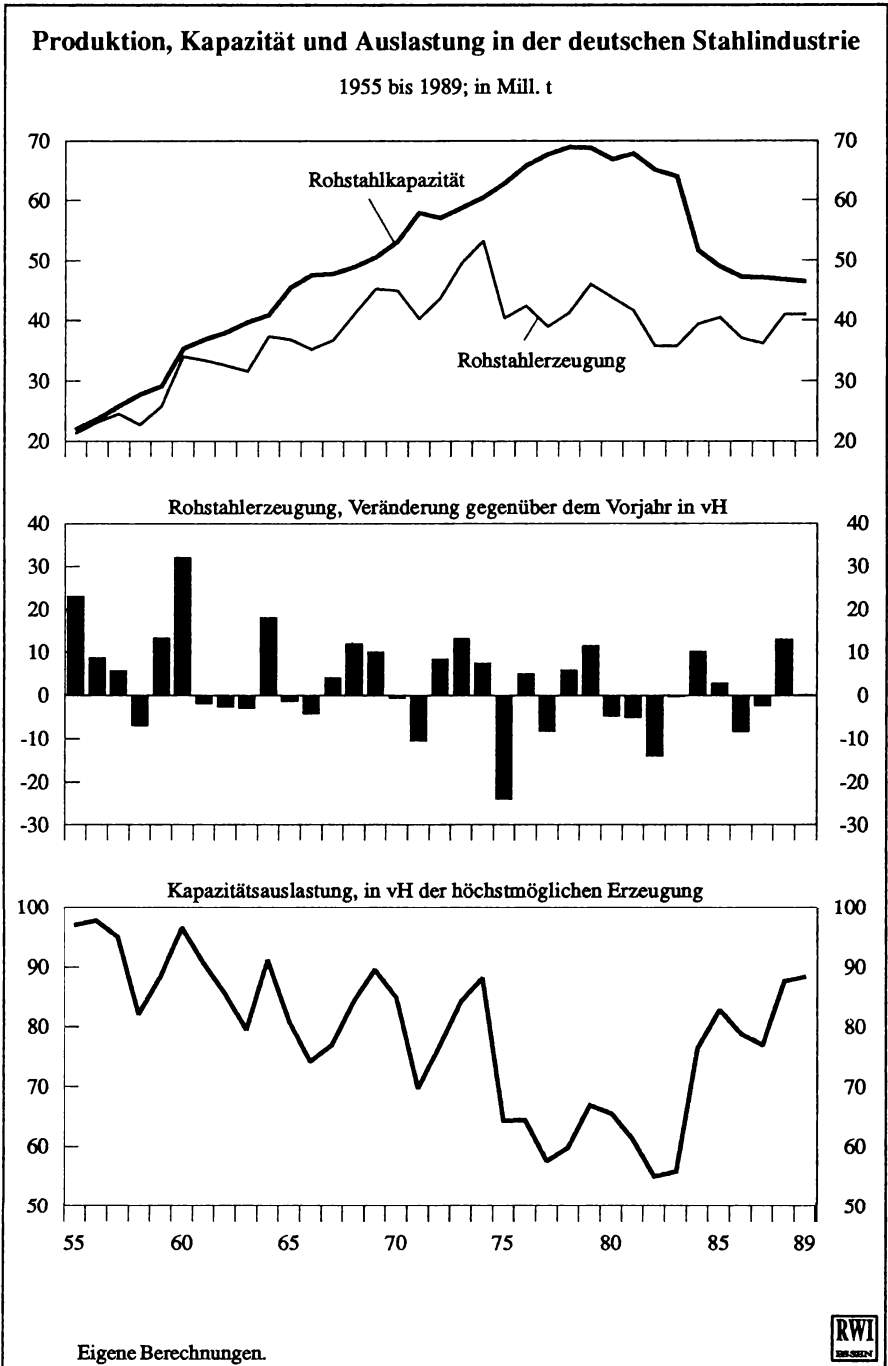 Produktion, Kapazität und Auslastung in der deutschen Stahlindustrie
1955 bis 1989; in Mill. t
70 70
Rohstahlkapazität
60 60
50 50
40 40
Rohstahlerzeugung
30 30
20 20
Rohstahlerzeugung, Veränderung gegenüber dem Vorjahr in vH
40 40
30 30
20 20
10 10
0 0
-10 -10
-20 -20
-30 -30
Kapazitätsauslastung, in vH der höchstmöglichen Erzeugung
100 100
90 90
80 80
70 70
60 60
50 50
55 60 65 70 75 80 85 89
Eigene Berechnungen.
RWI
ESSEN